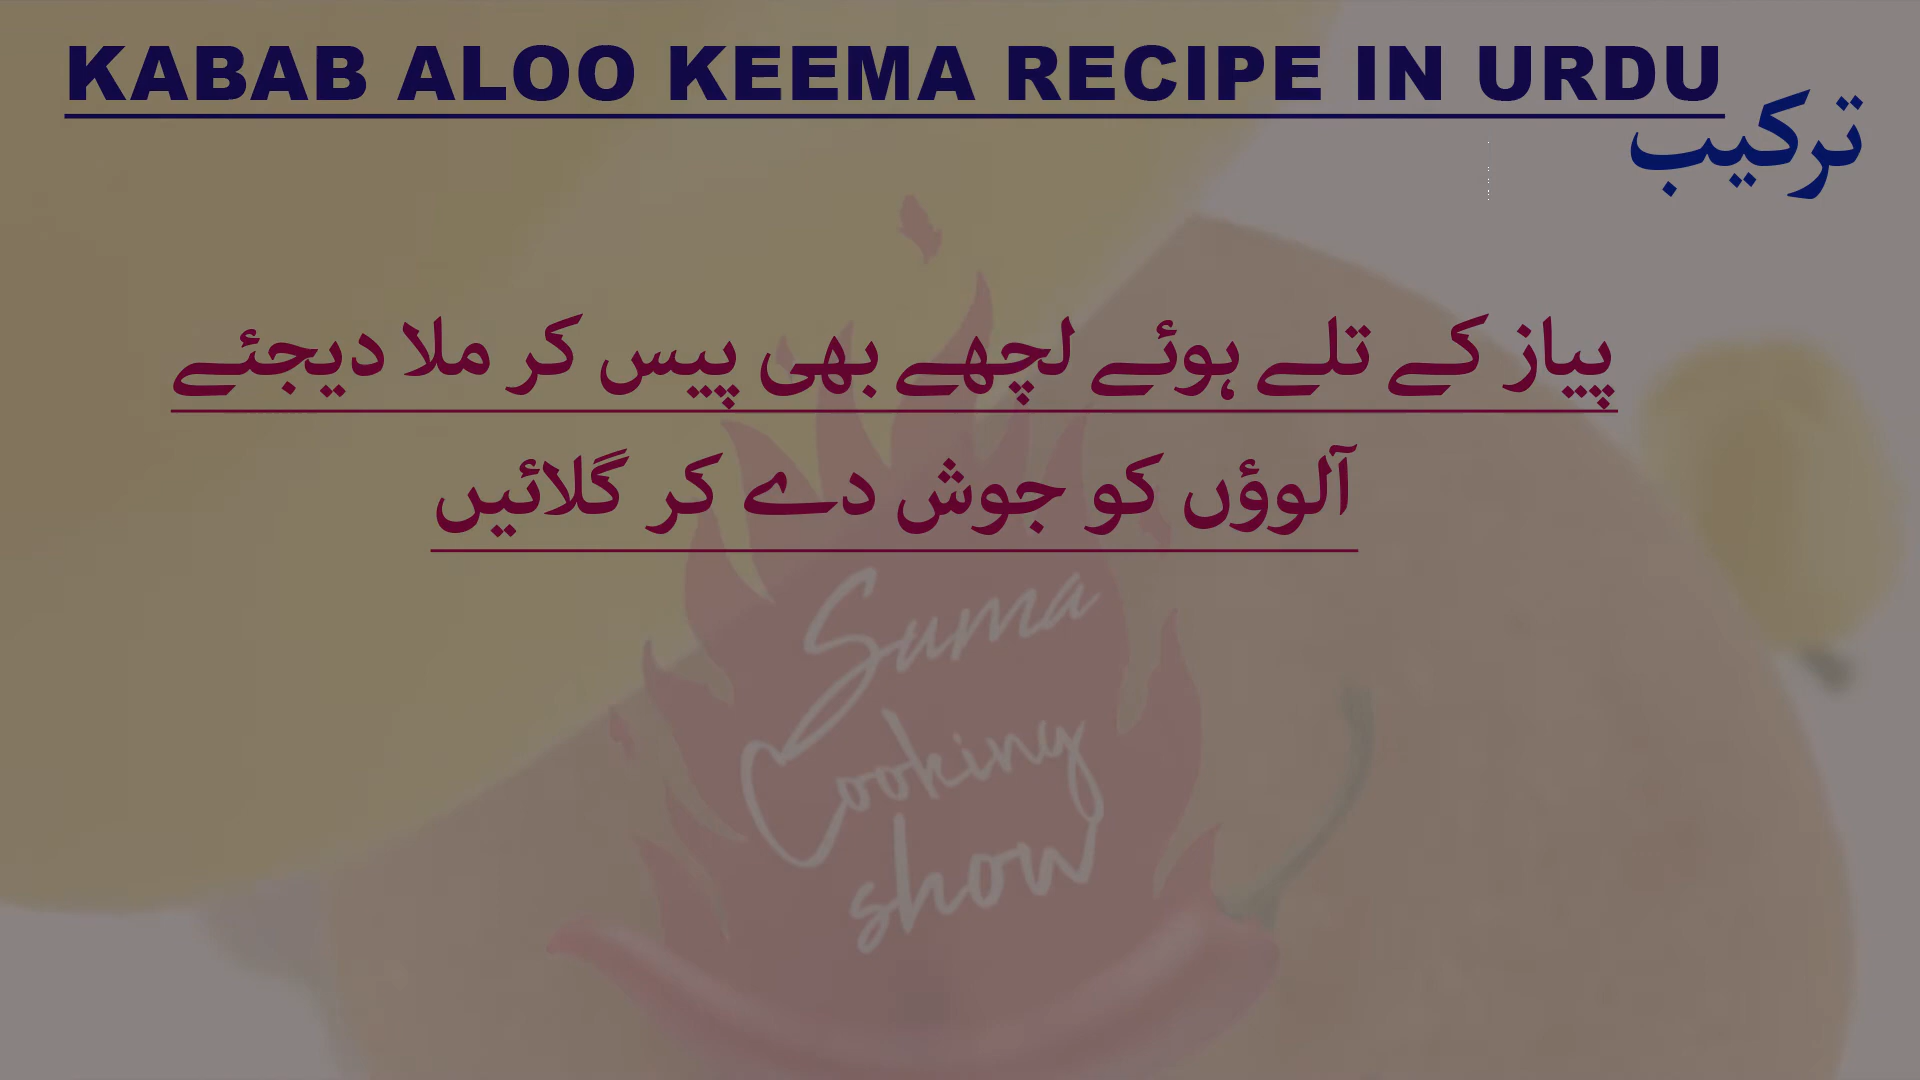 KABAB ALOO KEEMA RECIPE IN URDU
ترکیب
پیاز کے تلے ہوئے لچھے بھی پیس کر ملا دیجئے
آلوؤں کو جوش دے کر گلائیں
Suma
Cooking
show